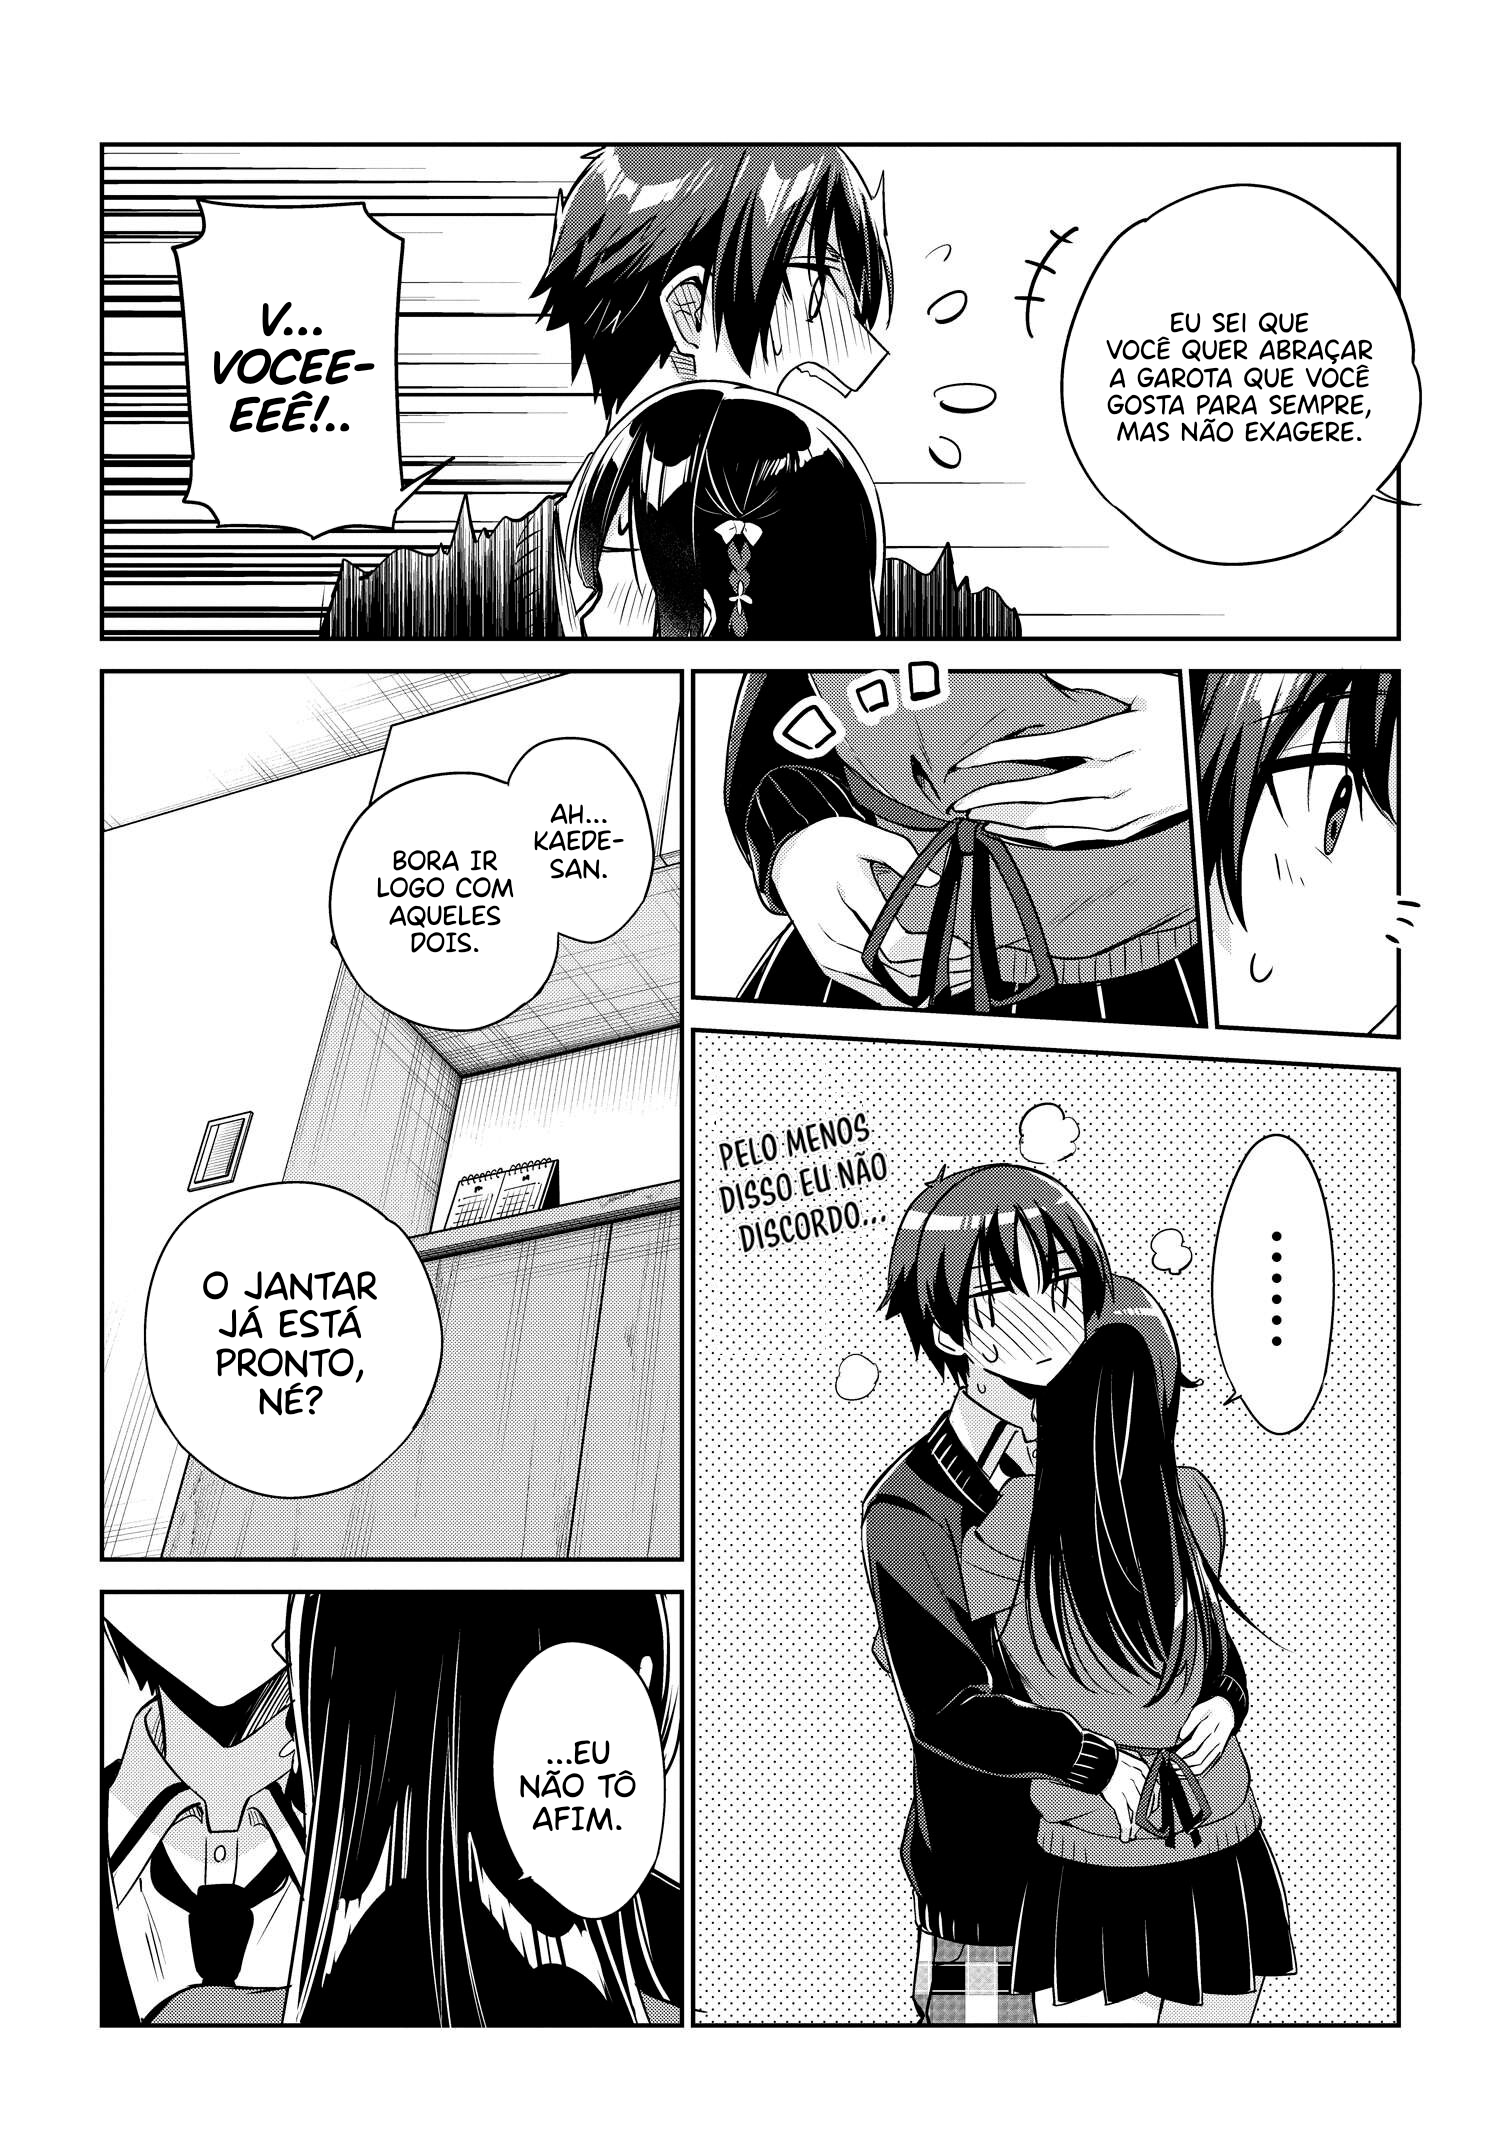 EU SEI QUE
VOCÊ QUER ABRAÇAR
A GAROTA QUE VOCÊ
GOSTA PARA SEMPRE,
MAS NÃO EXAGERE.
V...
VOCEE-
EEÊ!..
PELO MENOS
DISSO EU NÃO
DISCORDO...
......
AH...
KAEDE-
SAN.
BORA IR
LOGO COM
AQUELES
DOIS.
O JANTAR
JÁ ESTÁ
PRONTO,
NÉ?
...EU
NÃO TÔ
AFIM.